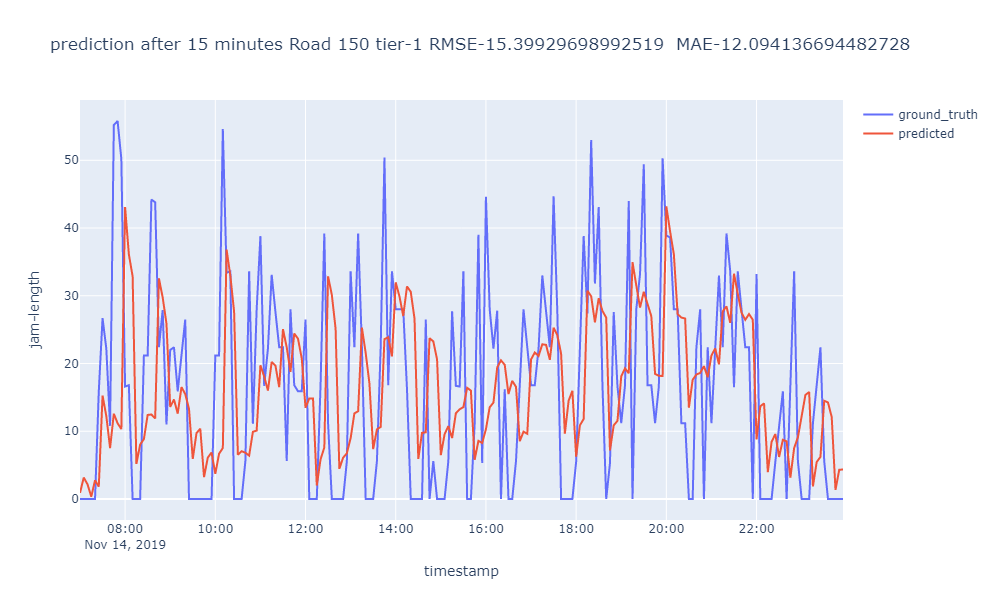 prediction after 15 minutes Road 150 tier-1 RMSE-15.39929698992519  MAE-12.094136694482728
ground_truth
predicted
50
40
30
20
10
0
jam-length
08:00 10:00 12:00 14:00 16:00 18:00 20:00 22:00
Nov 14, 2019
timestamp